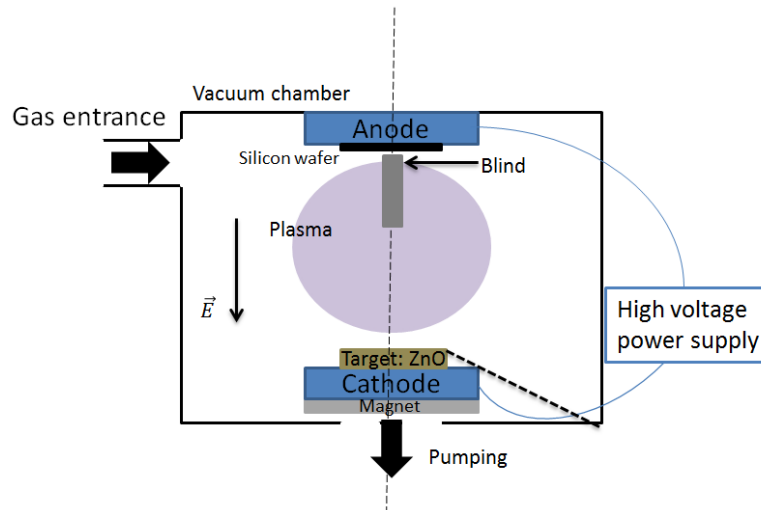 Vacuum chamber
Gas entrance
Anode
Silicon wafer
Blind
Plasma
E
High voltage
power supply
Target: ZnO
Cathode
Magnet
Pumping